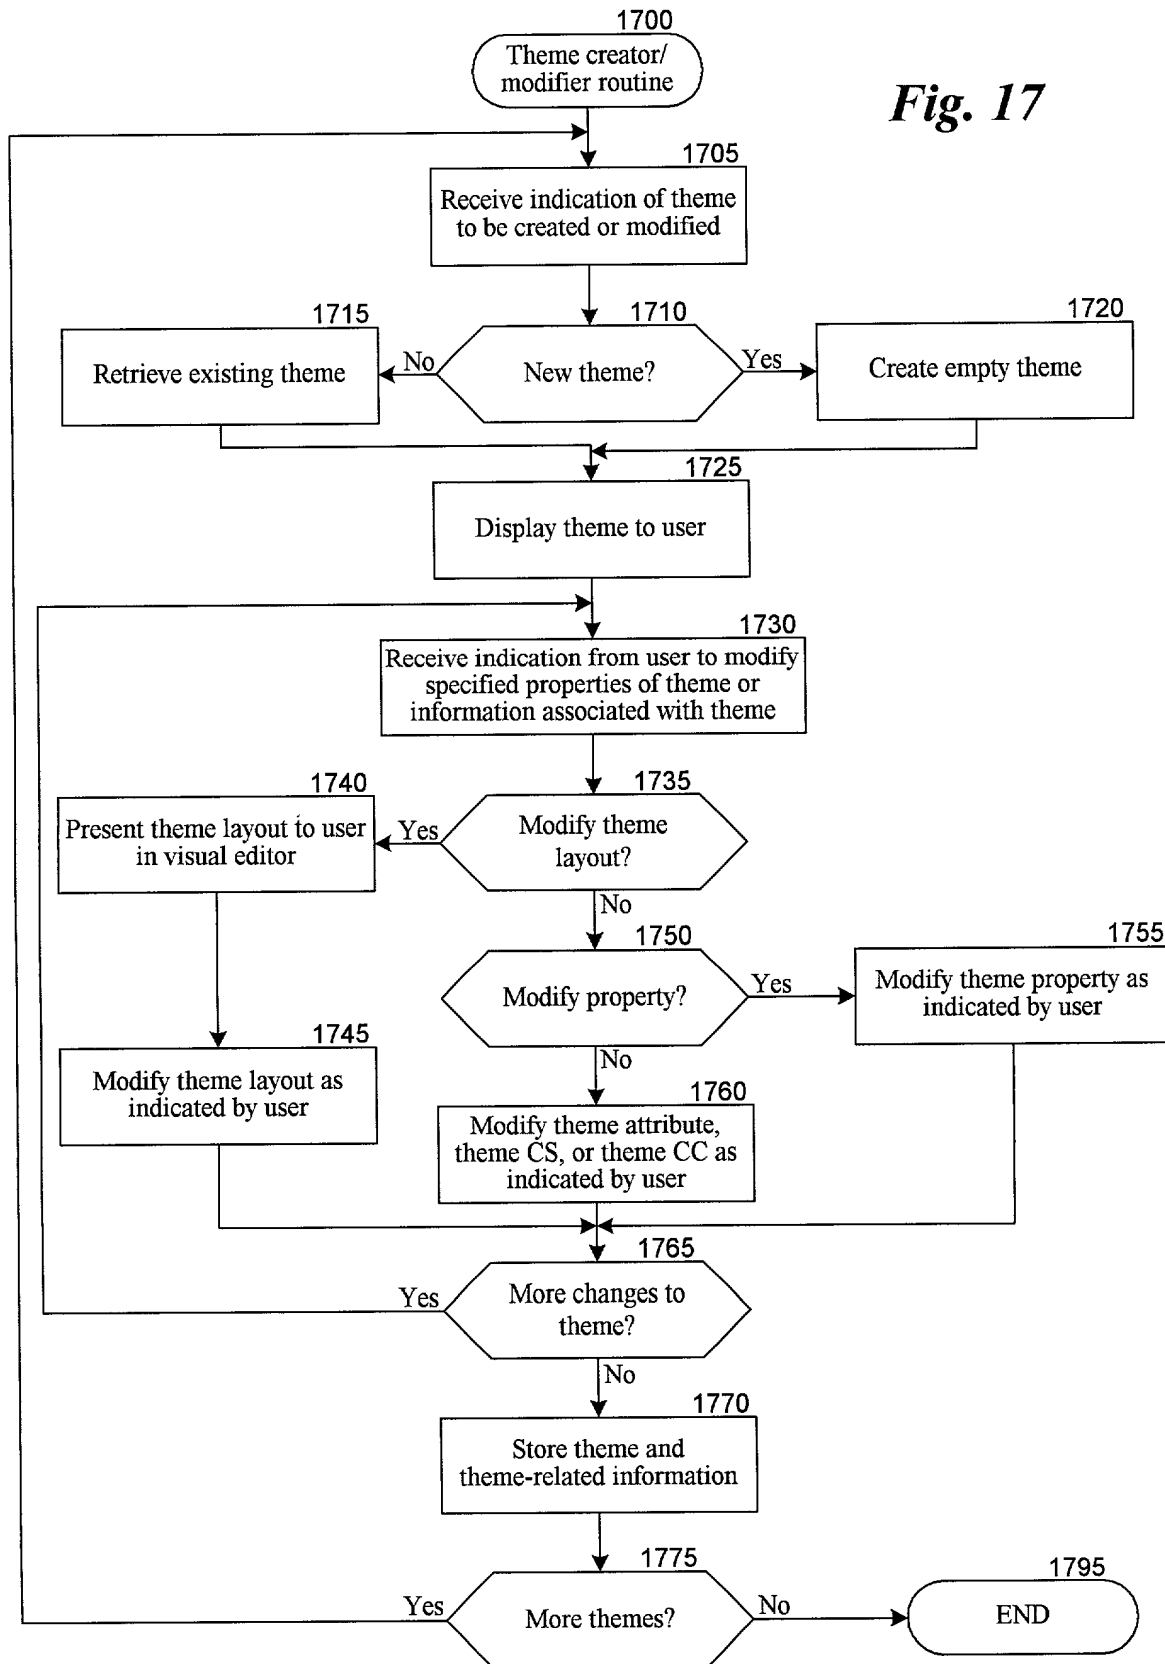 1700
Theme creator/
modifier routine
Fig. 17
1705
Receive indication of theme
to be created or modified
1715
1710
1720
Retrieve existing theme
No
New theme?
Yes
Create empty theme
1725
Display theme to user
1730
Receive indication from user to modify
specified properties of theme or
information associated with theme
1740
1735
Present theme layout to user
in visual editor
Yes
Modify theme
layout?
No
1750
1755
Modify property?
Yes
Modify theme property as
indicated by user
1745
No
Modify theme layout as
indicated by user
1760
Modify theme attribute,
theme CS, or theme CC as
indicated by user
1765
Yes
More changes to
theme?
No
1770
Store theme and
theme-related information
1775
1795
Yes
More themes?
No
END